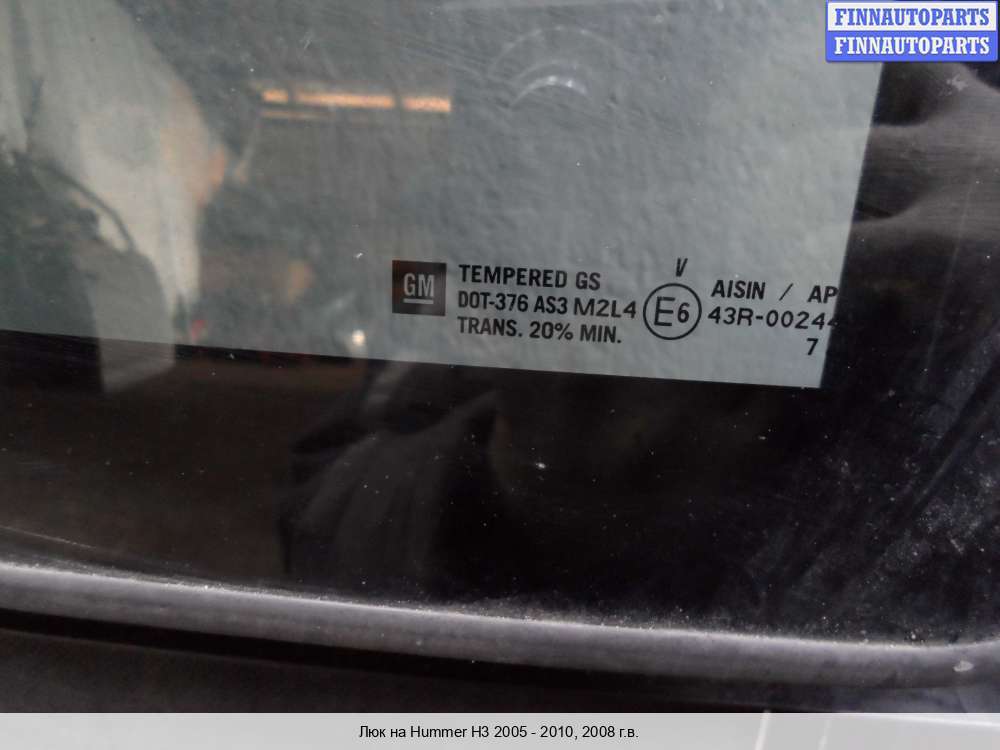 FINNAUTOPARTS
FINNAUTOPARTS
GM
TEMPERED GS
DOT-376 AS3 M2L4
TRANS. 20% MIN.
V
E6
AISIN / AP
43R-00244
7
Люк на Hummer H3 2005 - 2010, 2008 г.в.